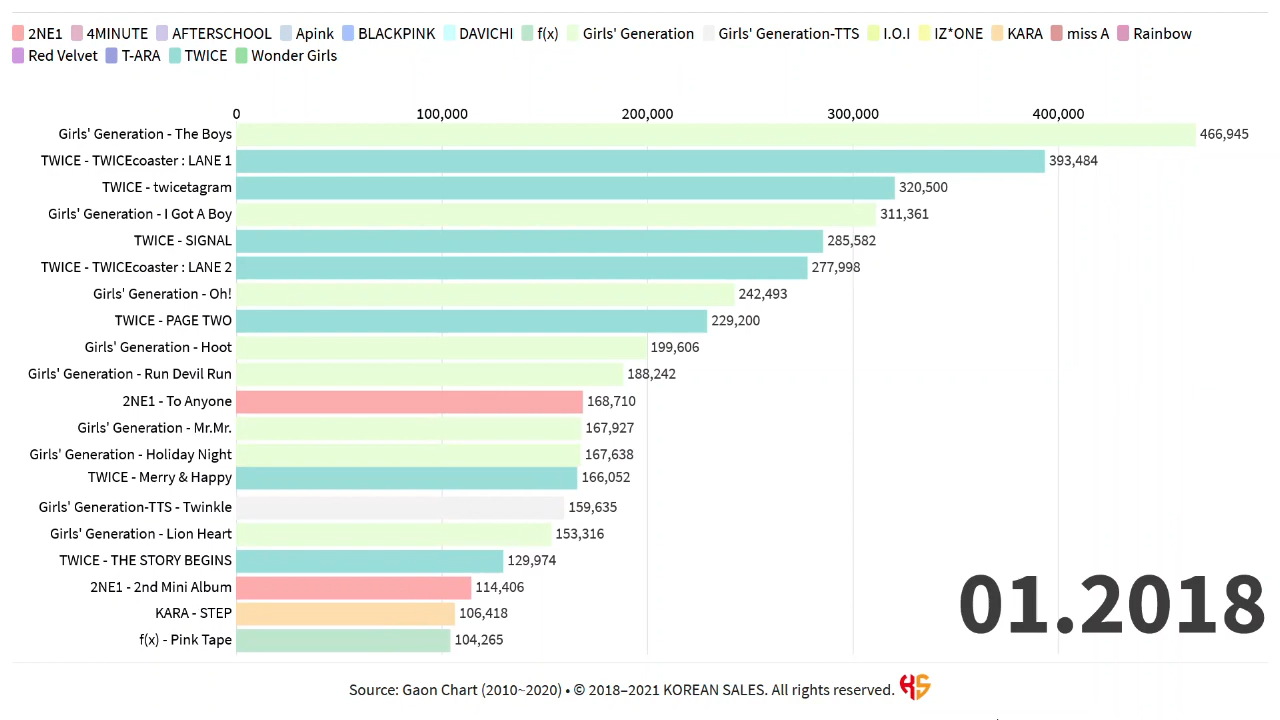 2NE1 4MINUTE AFTERSCHOOL Apink BLACKPINK DAVICHI f(x) Girls' Generation Girls' Generation-TTS I.O.I IZ*ONE KARA miss A Rainbow
Red Velvet T-ARA TWICE Wonder Girls
0 100,000 200,000 300,000 400,000
Girls' Generation - The Boys 466,945
TWICE - TWICEcoaster : LANE 1 393,484
TWICE - twicetagram 320,500
Girls' Generation - I Got A Boy 311,361
TWICE - SIGNAL 285,582
TWICE - TWICEcoaster : LANE 2 277,998
Girls' Generation - Oh! 242,493
TWICE - PAGE TWO 229,200
Girls' Generation - Hoot 199,606
Girls' Generation - Run Devil Run 188,242
2NE1 - To Anyone 168,710
Girls' Generation - Mr.Mr. 167,927
Girls' Generation - Holiday Night 167,638
TWICE - Merry & Happy 166,052
Girls' Generation-TTS - Twinkle 159,635
Girls' Generation - Lion Heart 153,316
TWICE - THE STORY BEGINS 129,974
2NE1 - 2nd Mini Album 114,406
KARA - STEP 106,418
f(x) - Pink Tape 104,265
01.2018
Source: Gaon Chart (2010~2020) • © 2018–2021 KOREAN SALES. All rights reserved. KS